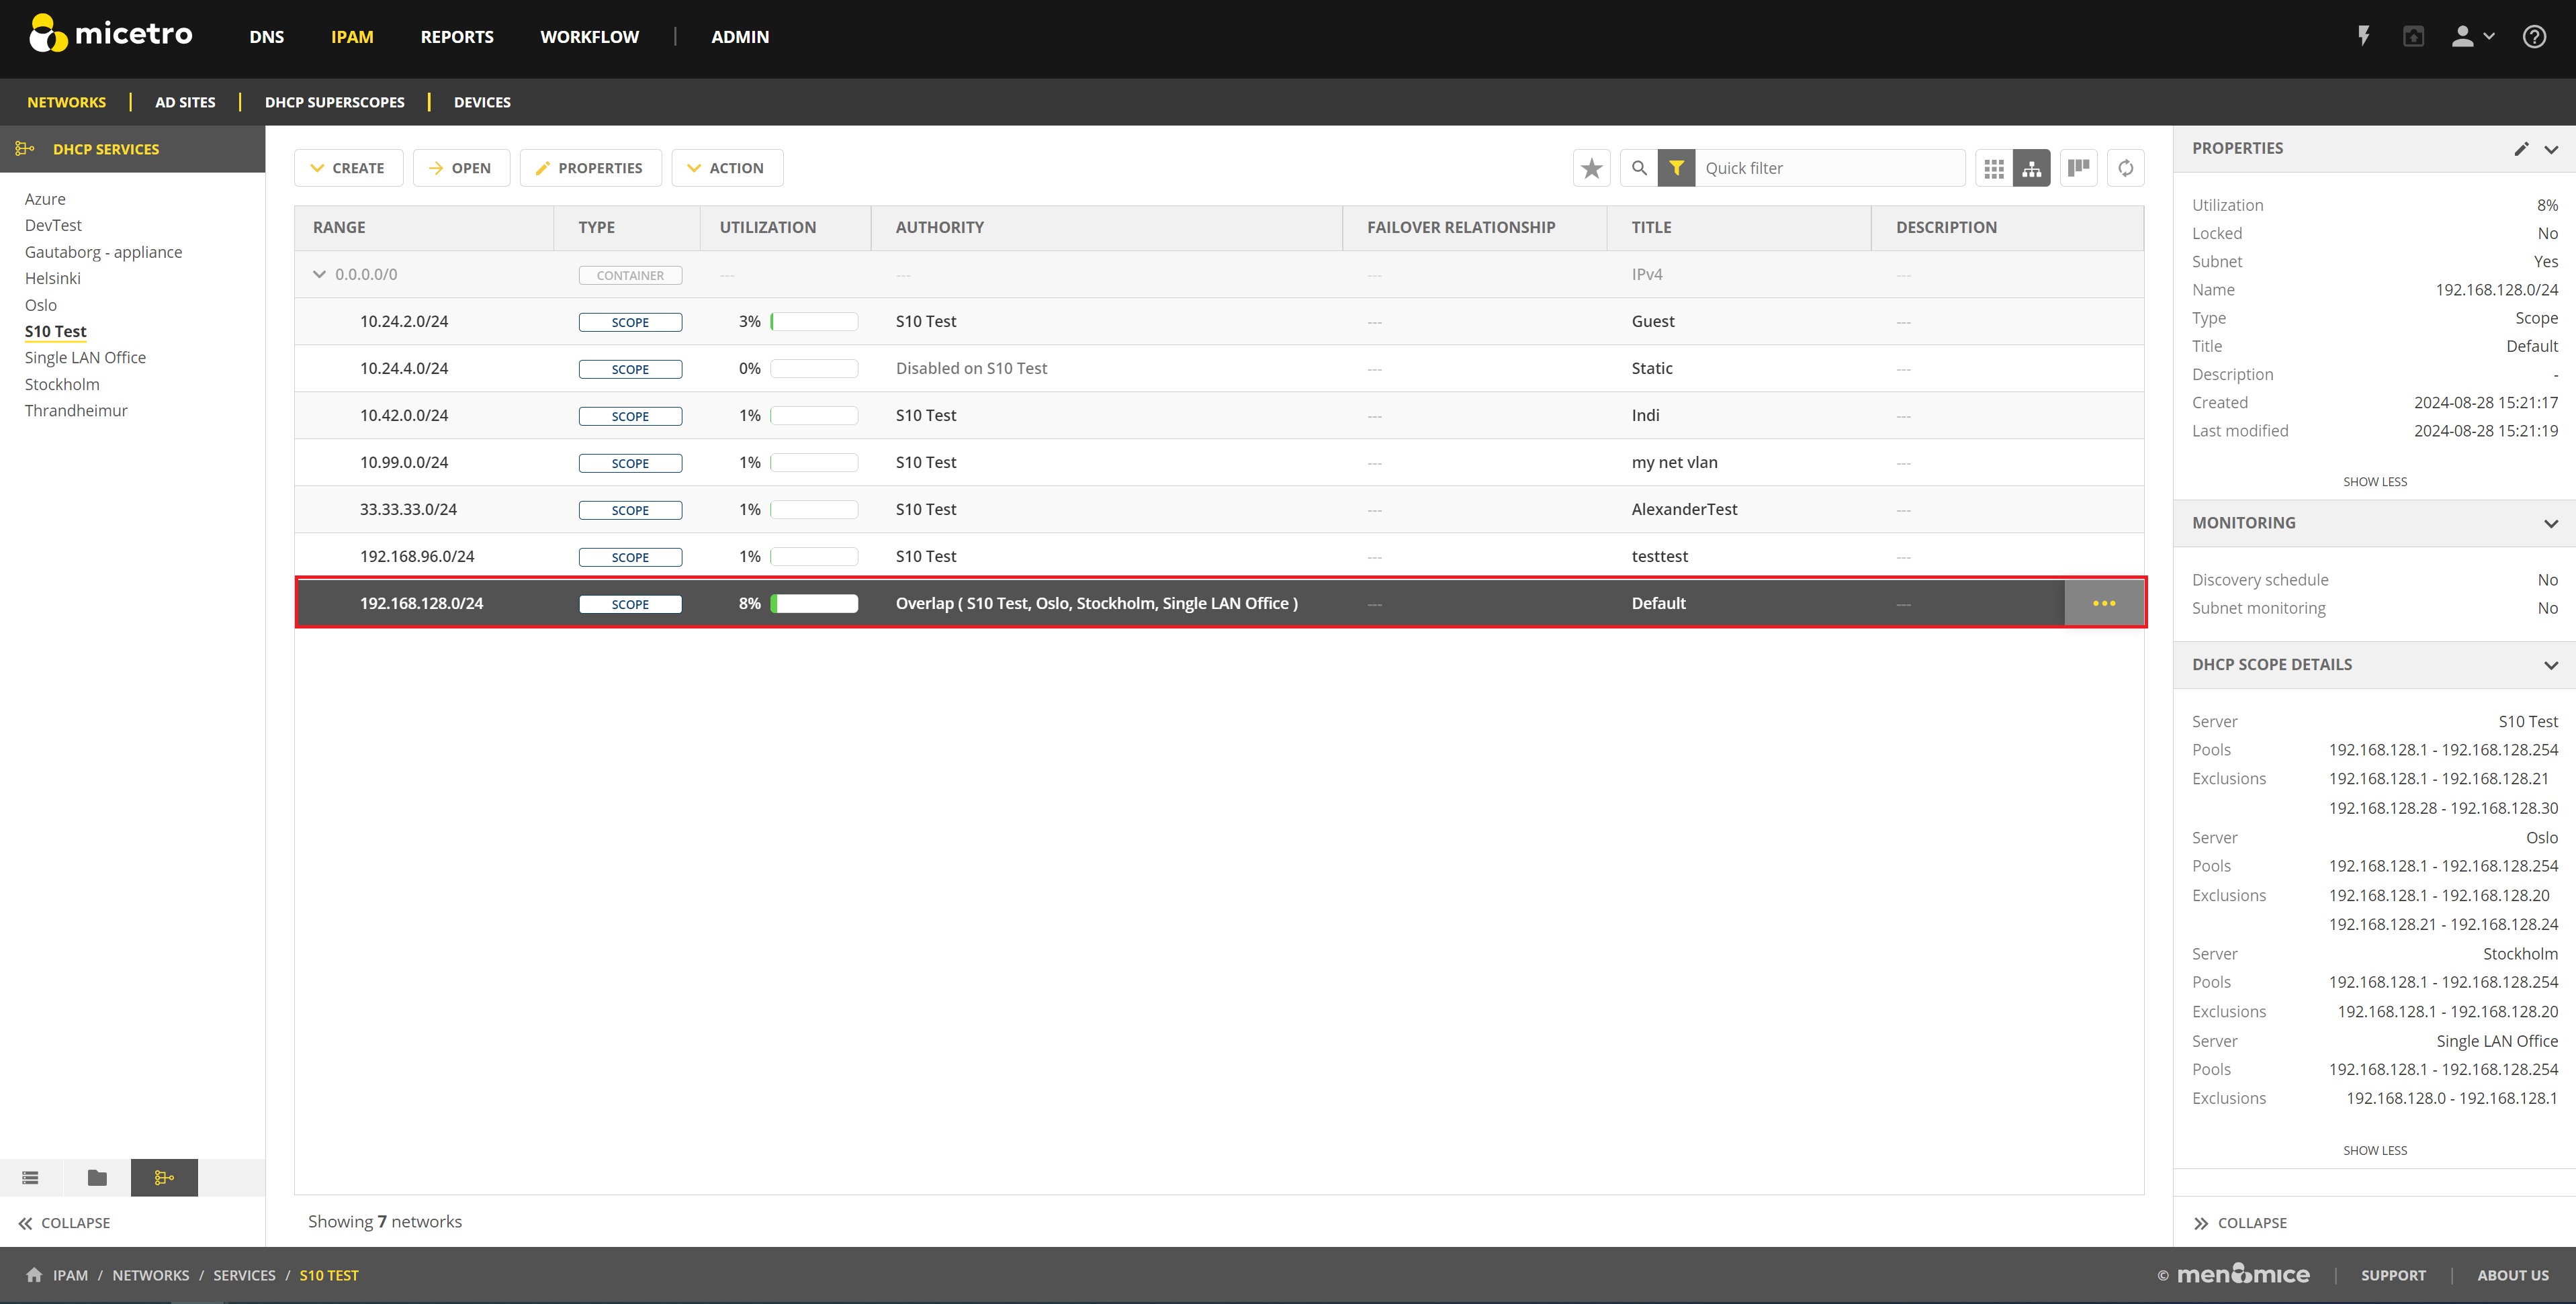 micetro DNS IPAM REPORTS WORKFLOW | ADMIN
NETWORKS | AD SITES | DHCP SUPERSCOPES | DEVICES
DHCP SERVICES
Azure
DevTest
Gautaborg - appliance
Helsinki
Oslo
S10 Test
Single LAN Office
Stockholm
Thrandheimur
COLLAPSE
CREATE OPEN PROPERTIES ACTION Quick filter
RANGE TYPE UTILIZATION AUTHORITY FAILOVER RELATIONSHIP TITLE DESCRIPTION
0.0.0.0/0 CONTAINER --- --- --- IPv4 ---
10.24.2.0/24 SCOPE 3% S10 Test --- Guest ---
10.24.4.0/24 SCOPE 0% Disabled on S10 Test --- Static ---
10.42.0.0/24 SCOPE 1% S10 Test --- Indi ---
10.99.0.0/24 SCOPE 1% S10 Test --- my net vlan ---
33.33.33.0/24 SCOPE 1% S10 Test --- AlexanderTest ---
192.168.96.0/24 SCOPE 1% S10 Test --- testtest ---
192.168.128.0/24 SCOPE 8% Overlap ( S10 Test, Oslo, Stockholm, Single LAN Office ) --- Default --- ...
Showing 7 networks
PROPERTIES
Utilization 8%
Locked No
Subnet Yes
Name 192.168.128.0/24
Type Scope
Title Default
Description -
Created 2024-08-28 15:21:17
Last modified 2024-08-28 15:21:19
SHOW LESS
MONITORING
Discovery schedule No
Subnet monitoring No
DHCP SCOPE DETAILS
Server S10 Test
Pools 192.168.128.1 - 192.168.128.254
Exclusions 192.168.128.1 - 192.168.128.21
192.168.128.28 - 192.168.128.30
Server Oslo
Pools 192.168.128.1 - 192.168.128.254
Exclusions 192.168.128.1 - 192.168.128.20
192.168.128.21 - 192.168.128.24
Server Stockholm
Pools 192.168.128.1 - 192.168.128.254
Exclusions 192.168.128.1 - 192.168.128.20
Server Single LAN Office
Pools 192.168.128.1 - 192.168.128.254
Exclusions 192.168.128.0 - 192.168.128.1
SHOW LESS
COLLAPSE
IPAM / NETWORKS / SERVICES / S10 TEST
© men&mice | SUPPORT | ABOUT US